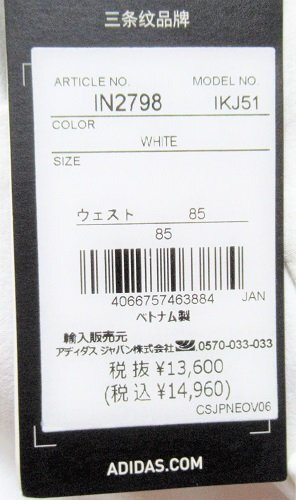 三条纹品牌
ARTICLE NO. MODEL NO.
IN2798 IKJ51
COLOR
WHITE
SIZE
ウェスト 85
85
4066757463884 JAN
ベトナム製
輸入販売元
アディダス ジャパン株式会社 0570-033-033
税抜¥13,600
(税込¥14,960)
CSJPNEOV06
ADIDAS.COM